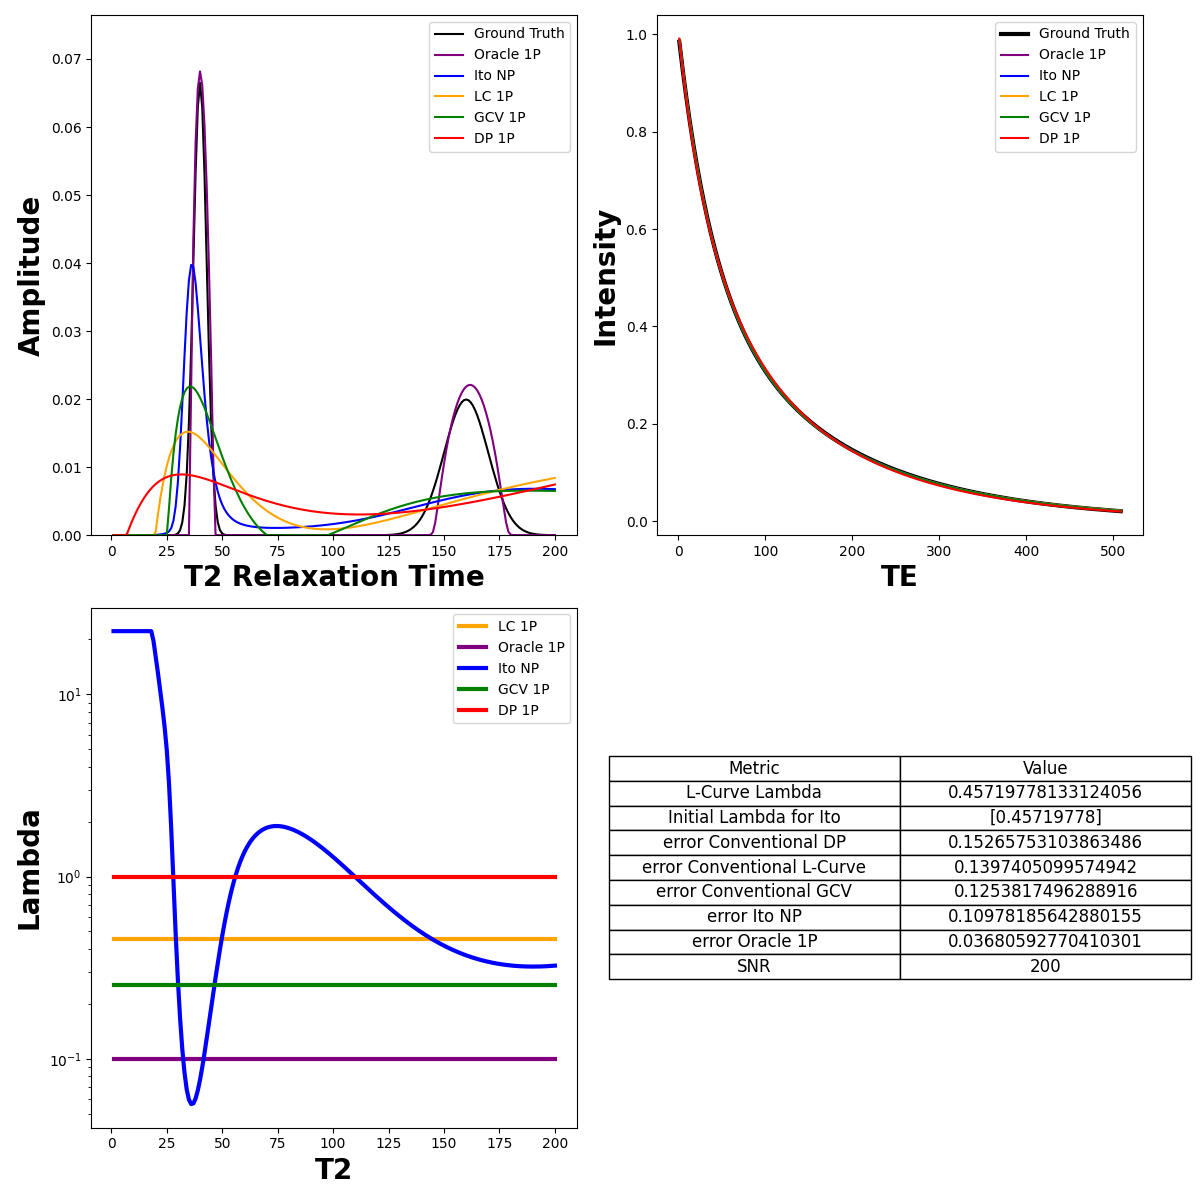 Ground Truth
Oracle 1P
Ito NP
LC 1P
GCV 1P
DP 1P
0.07
0.06
0.05
0.04
0.03
0.02
0.01
0.00
Amplitude
0 25 50 75 100 125 150 175 200
T2 Relaxation Time
Ground Truth
Oracle 1P
Ito NP
LC 1P
GCV 1P
DP 1P
1.0
0.8
0.6
0.4
0.2
0.0
Intensity
0 100 200 300 400 500
TE
LC 1P
Oracle 1P
Ito NP
GCV 1P
DP 1P
10¹
10⁰
10⁻¹
Lambda
0 25 50 75 100 125 150 175 200
T2
Metric Value
L-Curve Lambda 0.45719778133124056
Initial Lambda for Ito [0.45719778]
error Conventional DP 0.15265753103863486
error Conventional L-Curve 0.1397405099574942
error Conventional GCV 0.1253817496288916
error Ito NP 0.10978185642880155
error Oracle 1P 0.03680592770410301
SNR 200